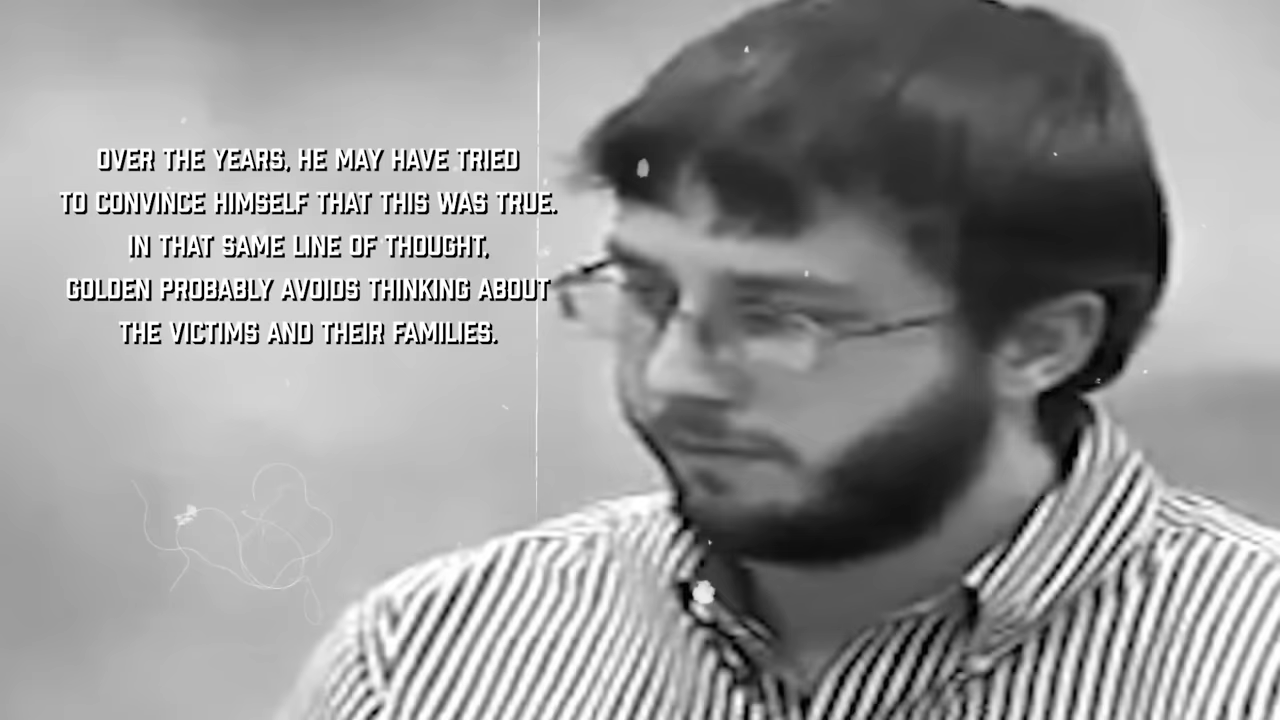 OVER THE YEARS, HE MAY HAVE TRIED
TO CONVINCE HIMSELF THAT THIS WAS TRUE.
IN THAT SAME LINE OF THOUGHT,
GOLDEN PROBABLY AVOIDS THINKING ABOUT
THE VICTIMS AND THEIR FAMILIES.